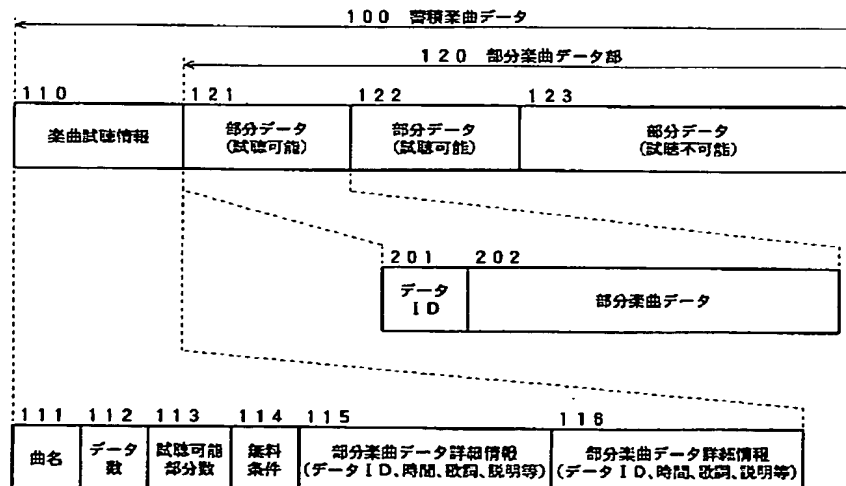 100 蓄積楽曲データ
120 部分楽曲データ部
110 121 122 123
楽曲試聴情報
部分データ
(試聴可能)
部分データ
(試聴可能)
部分データ
(試聴不可能)
201 202
データ
ID
部分楽曲データ
111 112 113 114 115 116
曲名
データ
数
試聴可能
部分数
無料
条件
部分楽曲データ詳細情報
(データID、時間、歌詞、説明等)
部分楽曲データ詳細情報
(データID、時間、歌詞、説明等)